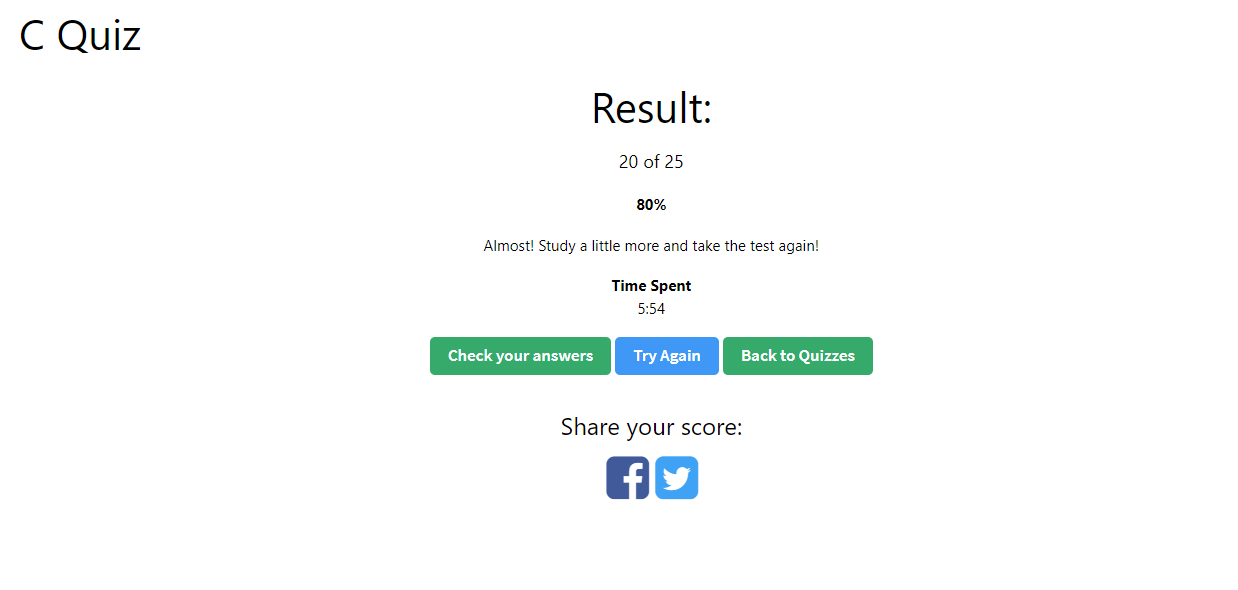 C Quiz
Result:
20 of 25
80%
Almost! Study a little more and take the test again!
Time Spent
5:54
Check your answers Try Again Back to Quizzes
Share your score: